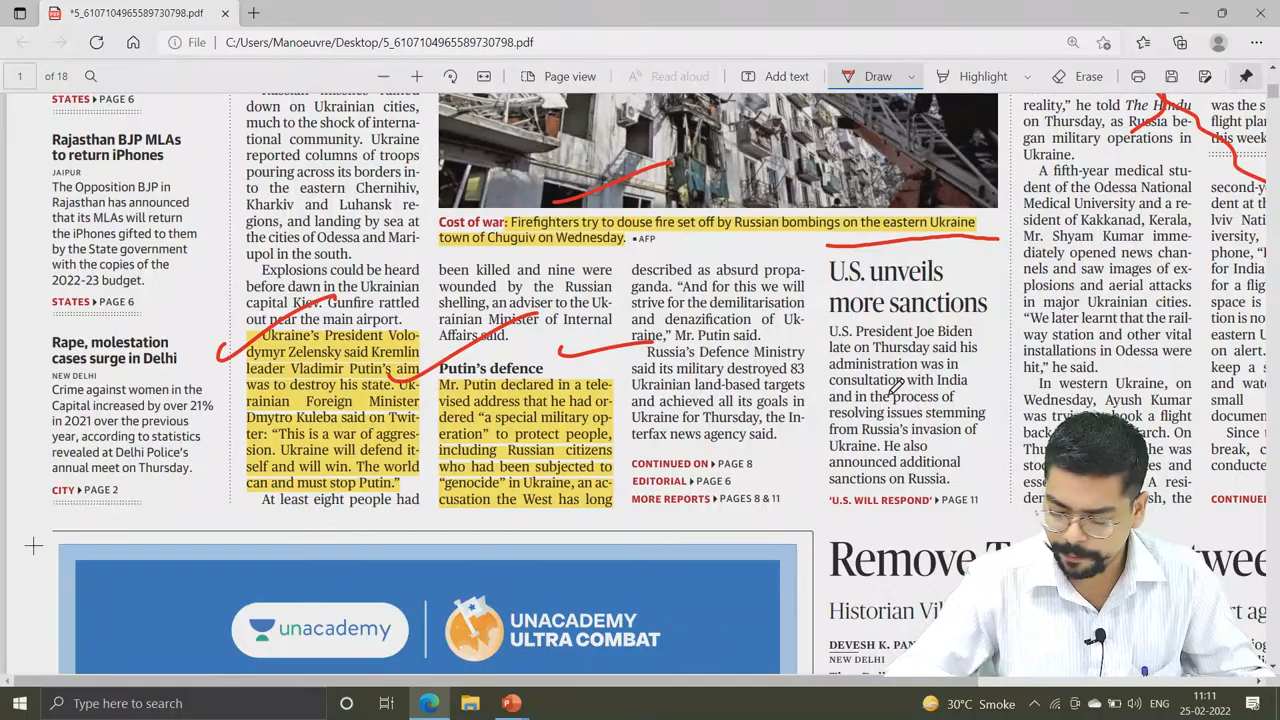 *5_6107104965589730798.pdf
File C:/Users/Manoeuvre/Desktop/5_6107104965589730798.pdf
1 of 18 Page view Read aloud Add text Draw Highlight Erase
STATES PAGE 6
Rajasthan BJP MLAs
to return iPhones
JAIPUR
The Opposition BJP in
Rajasthan has announced
that its MLAs will return
the iPhones gifted to them
by the State government
with the copies of the
2022-23 budget.
STATES PAGE 6
Rape, molestation
cases surge in Delhi
NEW DELHI
Crime against women in the
Capital increased by over 21%
in 2021 over the previous
year, according to statistics
revealed at Delhi Police's
annual meet on Thursday.
CITY PAGE 2
down on Ukrainian cities,
much to the shock of interna-
tional community. Ukraine
reported columns of troops
pouring across its borders in-
to the eastern Chernihiv,
Kharkiv and Luhansk re-
gions, and landing by sea at
the cities of Odessa and Mari-
upol in the south.
Explosions could be heard
before dawn in the Ukrainian
capital Kiev. Gunfire rattled
out near the main airport.
Ukraine's President Volo-
dymyr Zelensky said Kremlin
leader Vladimir Putin's aim
was to destroy his state. Uk-
rainian Foreign Minister
Dmytro Kuleba said on Twit-
ter: “This is a war of aggres-
sion. Ukraine will defend it-
self and will win. The world
can and must stop Putin.”
At least eight people had
Cost of war: Firefighters try to douse fire set off by Russian bombings on the eastern Ukraine
town of Chuguiv on Wednesday. ■ AFP
been killed and nine were
wounded by the Russian
shelling, an adviser to the Uk-
rainian Minister of Internal
Affairs said.
Putin's defence
Mr. Putin declared in a tele-
vised address that he had or-
dered “a special military op-
eration” to protect people,
including Russian citizens
who had been subjected to
“genocide” in Ukraine, an ac-
cusation the West has long
described as absurd propa-
ganda. “And for this we will
strive for the demilitarisation
and denazification of Uk-
raine,” Mr. Putin said.
Russia's Defence Ministry
said its military destroyed 83
Ukrainian land-based targets
and achieved all its goals in
Ukraine for Thursday, the In-
terfax news agency said.
CONTINUED ON PAGE 8
EDITORIAL PAGE 6
MORE REPORTS PAGES 8 & 11
U.S. unveils
more sanctions
U.S. President Joe Biden
late on Thursday said his
administration was in
consultation with India
and in the process of
resolving issues stemming
from Russia's invasion of
Ukraine. He also
announced additional
sanctions on Russia.
'U.S. WILL RESPOND' PAGE 11
reality,” he told The Hindu
on Thursday, as Russia be-
gan military operations in
Ukraine.
A fifth-year medical stu-
dent of the Odessa National
Medical University and a re-
sident of Kakkanad, Kerala,
Mr. Shyam Kumar imme-
diately opened news chan-
nels and saw images of ex-
plosions and aerial attacks
in major Ukrainian cities.
“We later learnt that the rail-
way station and other vital
installations in Odessa were
hit,” he said.
In western Ukraine, on
Wednesday, Ayush Kumar
was book a flight
back
was the s
flight pla
this week
second-y
dent at th
Lviv Nati
for India
for a flig
space is
eastern U
on alert.
keep a s
and wat
small
documen
Since t
break, c
conducte
unacademy
UNACADEMY
ULTRA COMBAT
Remove
Historian
DEVESH K.
NEW DELHI
Type here to search
30°C Smoke ENG 11:11
25-02-2022